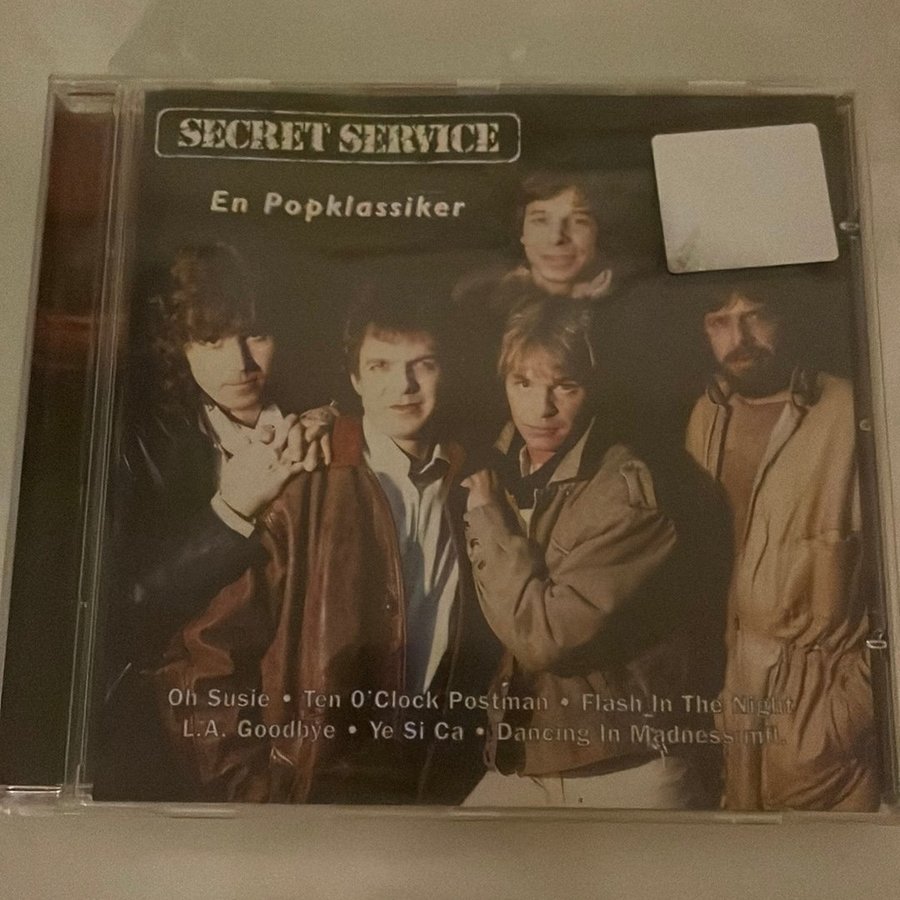 SECRET SERVICE
En Popklassiker
Oh Susie • Ten O'Clock Postman • Flash In The Night
L.A. Goodbye • Ye Si Ca • Dancing In Madness mfl.